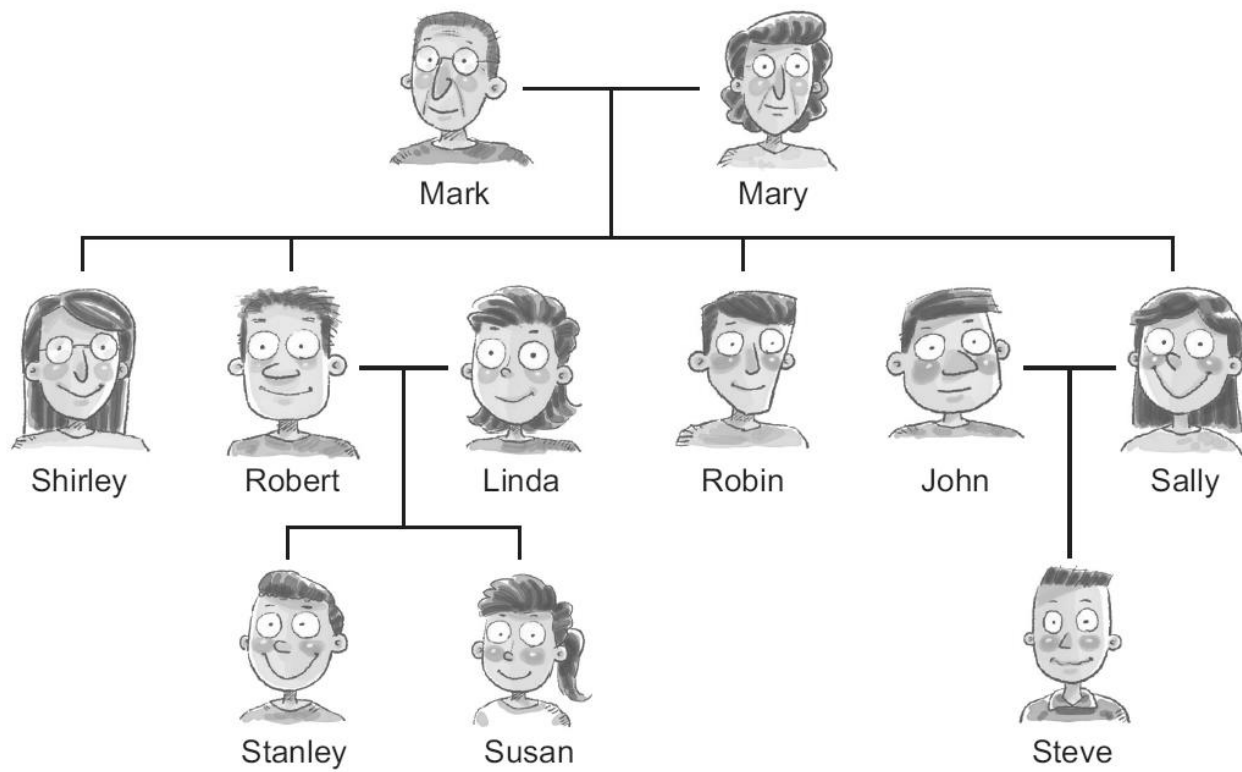 Mark
Mary
Shirley
Robert
Linda
Robin
John
Sally
Stanley
Susan
Steve